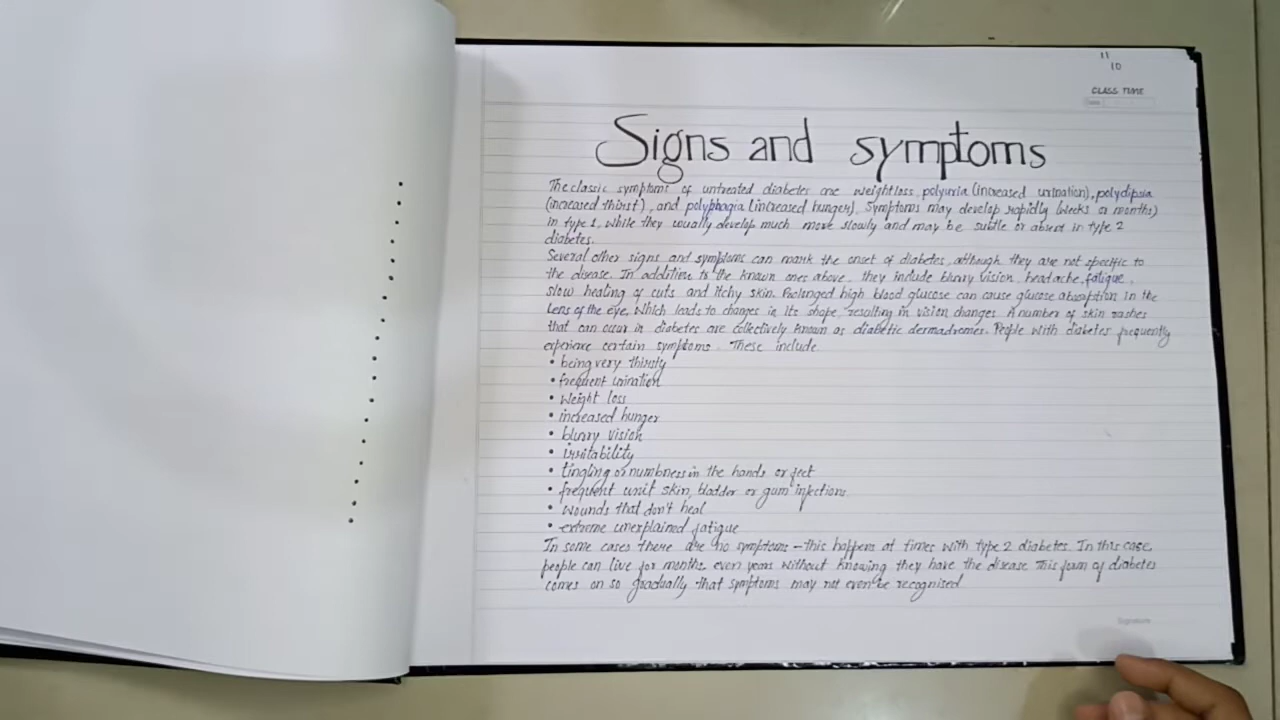 11
10
CLASS TIME
Date
Signs and symptoms
The classic symptoms of untreated diabetes are weight loss, polyuria (increased urination), polydipsia
(increased thirst), and polyphagia (increased hunger). Symptoms may develop rapidly (weeks or months)
in type 1, while they usually develop much more slowly and may be subtle or absent in type 2
diabetes.
Several other signs and symptoms can mark the onset of diabetes, although they are not specific to
the disease. In addition to the known ones above, they include blurry vision, headache, fatigue,
slow healing of cuts and itchy skin. Prolonged high blood glucose can cause glucose absorption in the
lens of the eye, which leads to changes in its shape, resulting in vision changes. A number of skin rashes
that can occur in diabetes are collectively known as diabetic dermadromes. People with diabetes frequently
experience certain symptoms. These include
• being very thirsty
• frequent urination
• weight loss
• increased hunger
• blurry vision
• irritability
• tingling or numbness in the hands or feet
• frequent unit skin, bladder or gum infections
• wounds that don't heal
• extreme unexplained fatigue
In some cases there are no symptoms - this happens at times with type 2 diabetes. In this case,
people can live for months, even years without knowing they have the disease This form of diabetes
comes on so gradually that symptoms may not even be recognised
Signature